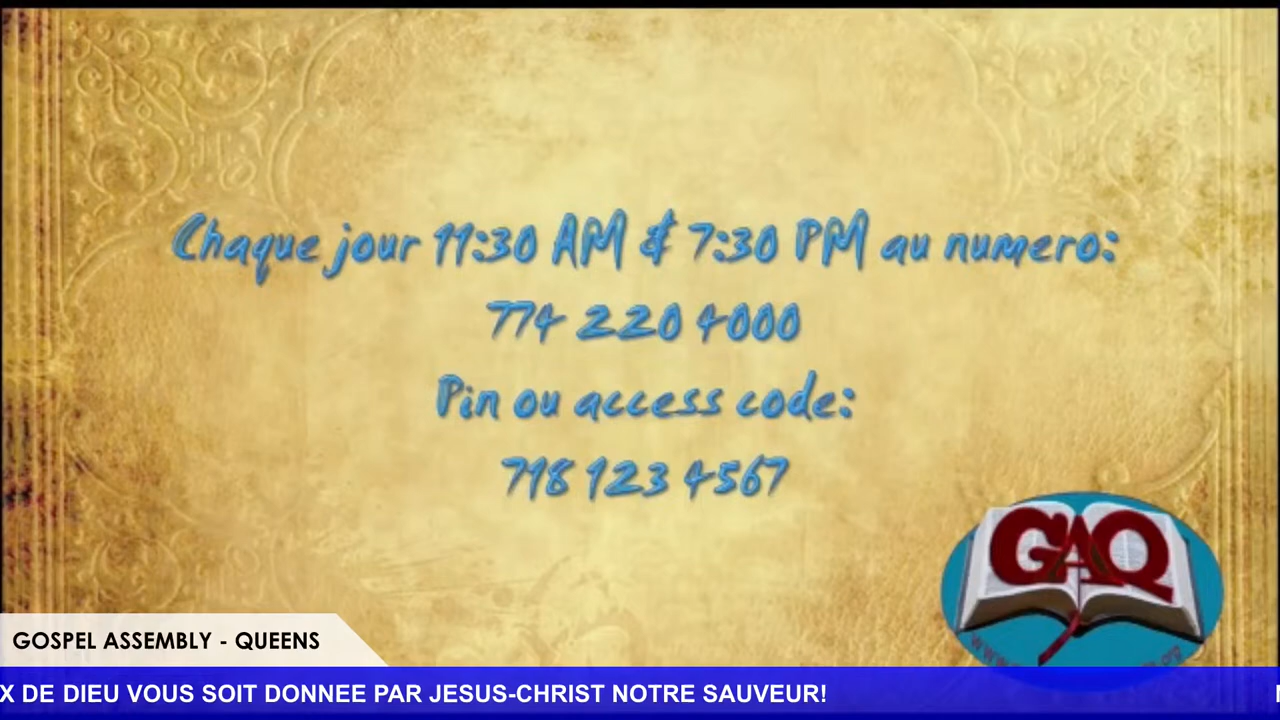 Chaque jour 11:30 AM & 7:30 PM au numero:
774 220 4000
Pin ou access code:
718 123 4567
GAQ
GOSPEL ASSEMBLY - QUEENS
X DE DIEU VOUS SOIT DONNEE PAR JESUS-CHRIST NOTRE SAUVEUR!